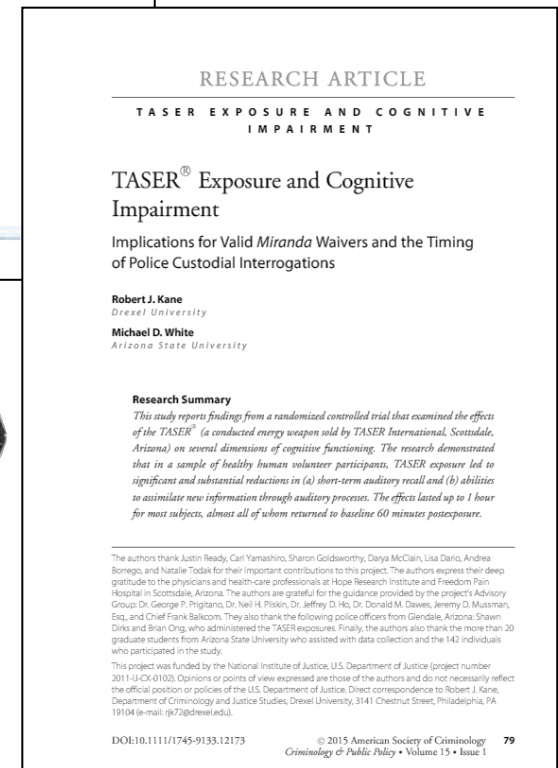 RESEARCH ARTICLE
TASER EXPOSURE AND COGNITIVE
IMPAIRMENT
TASER® Exposure and Cognitive
Impairment
Implications for Valid Miranda Waivers and the Timing
of Police Custodial Interrogations
Robert J. Kane
Drexel University
Michael D. White
Arizona State University
Research Summary
This study reports findings from a randomized controlled trial that examined the effects
of the TASER® (a conducted energy weapon sold by TASER International, Scottsdale,
Arizona) on several dimensions of cognitive functioning. The research demonstrated
that in a sample of healthy human volunteer participants, TASER exposure led to
significant and substantial reductions in (a) short-term auditory recall and (b) abilities
to assimilate new information through auditory processes. The effects lasted up to 1 hour
for most subjects, almost all of whom returned to baseline 60 minutes postexposure.
The authors thank Justin Ready, Carl Yamashiro, Sharon Goldsworthy, Darya McClain, Lisa Dario, Andrea
Borrego, and Natalie Todak for their important contributions to this project. The authors express their deep
gratitude to the physicians and health-care professionals at Hope Research Institute and Freedom Pain
Hospital in Scottsdale, Arizona. The authors are grateful for the guidance provided by the project's Advisory
Group: Dr. George P. Prigitano, Dr. Neil H. Pliskin, Dr. Jeffrey D. Ho, Dr. Donald M. Dawes, Jeremy D. Mussman,
Esq., and Chief Frank Balkcom. They also thank the following police officers from Glendale, Arizona: Shawn
Dirks and Brian Ong, who administered the TASER exposures. Finally, the authors also thank the more than 20
graduate students from Arizona State University who assisted with data collection and the 142 individuals
who participated in the study.
This project was funded by the National Institute of Justice, U.S. Department of Justice (project number
2011-IJ-CX-0102). Opinions or points of view expressed are those of the authors and do not necessarily reflect
the official position or policies of the U.S. Department of Justice. Direct correspondence to Robert J. Kane,
Department of Criminology and Justice Studies, Drexel University, 3141 Chestnut Street, Philadelphia, PA
19104 (e-mail: rjk72@drexel.edu).
DOI:10.1111/1745-9133.12173 © 2015 American Society of Criminology 79
Criminology & Public Policy • Volume 15 • Issue 1